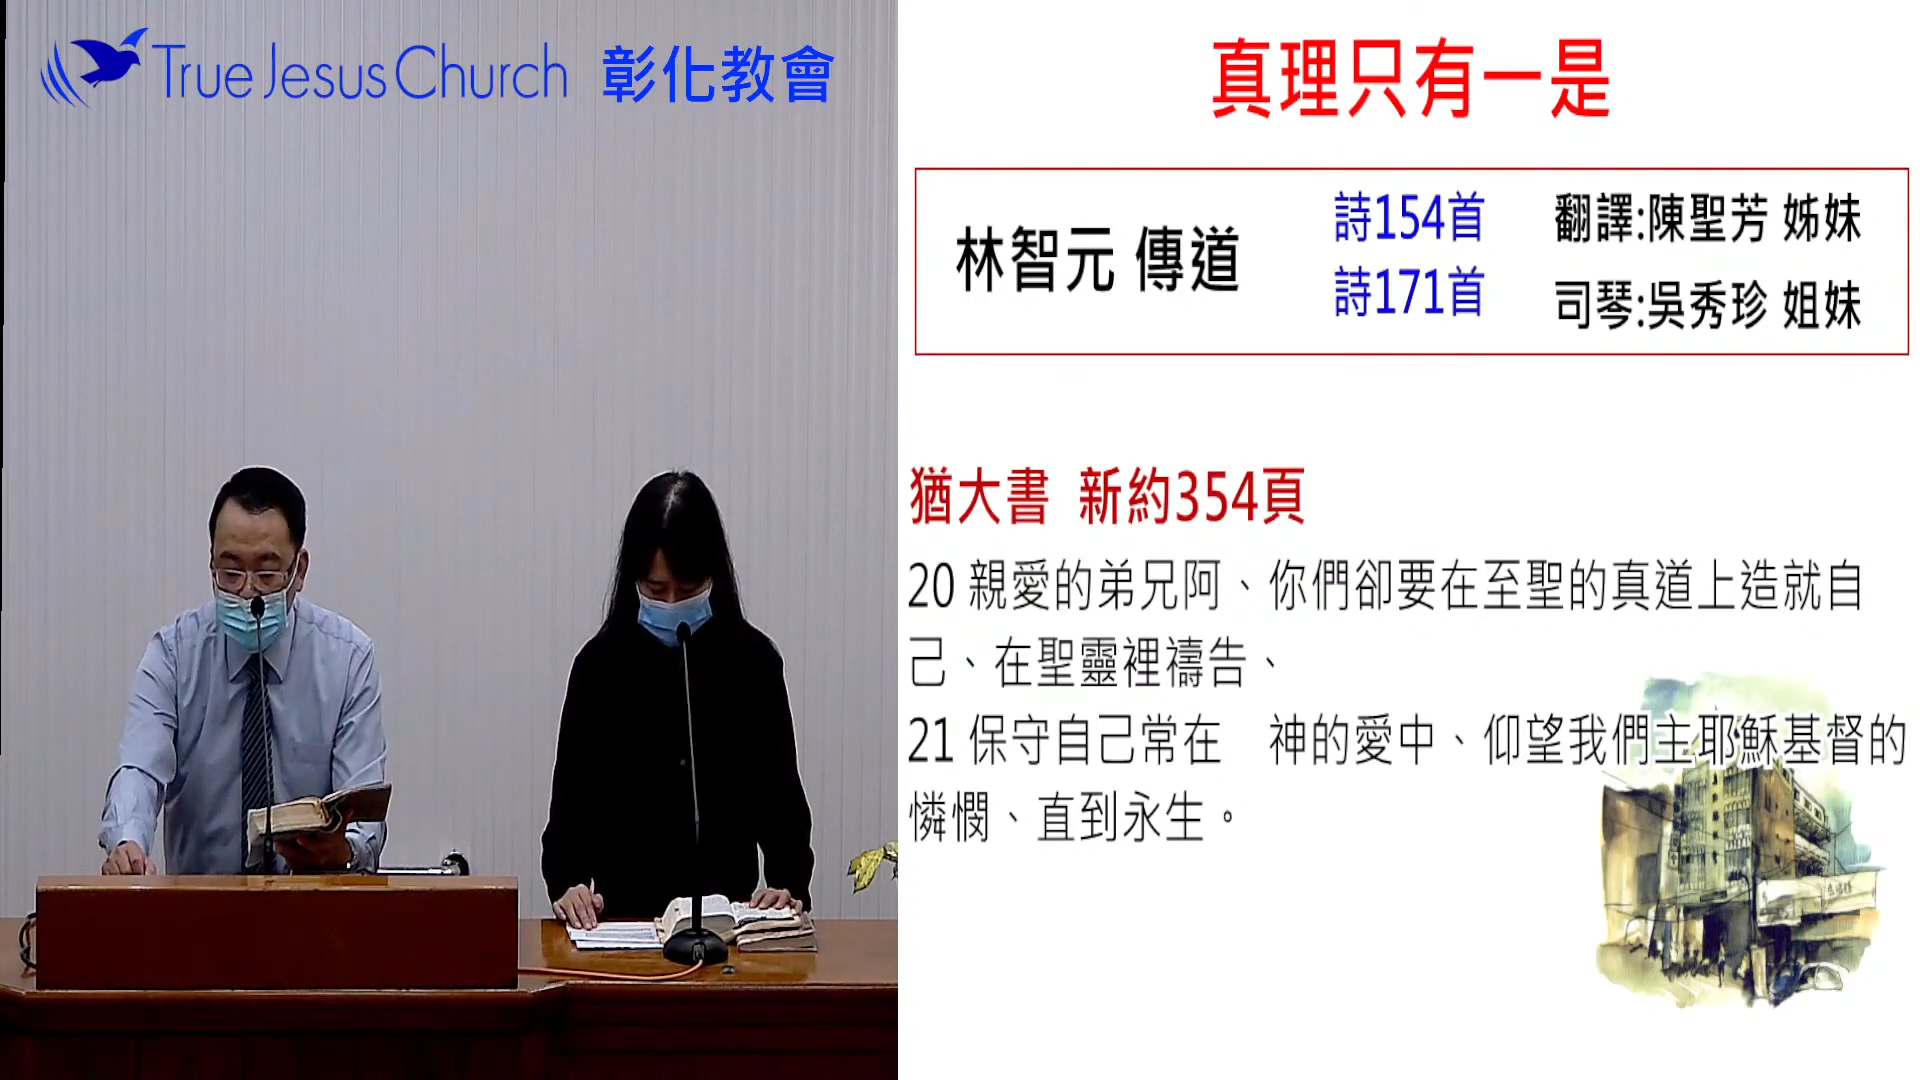 True Jesus Church 彰化教會
真理只有一是
林智元 傳道
詩154首
詩171首
翻譯:陳聖芳 姊妹
司琴:吳秀珍 姐妹
猶大書 新約354頁
20 親愛的弟兄阿、你們卻要在至聖的真道上造就自
己、在聖靈裡禱告、
21 保守自己常在　神的愛中、仰望我們主耶穌基督的
憐憫、直到永生。